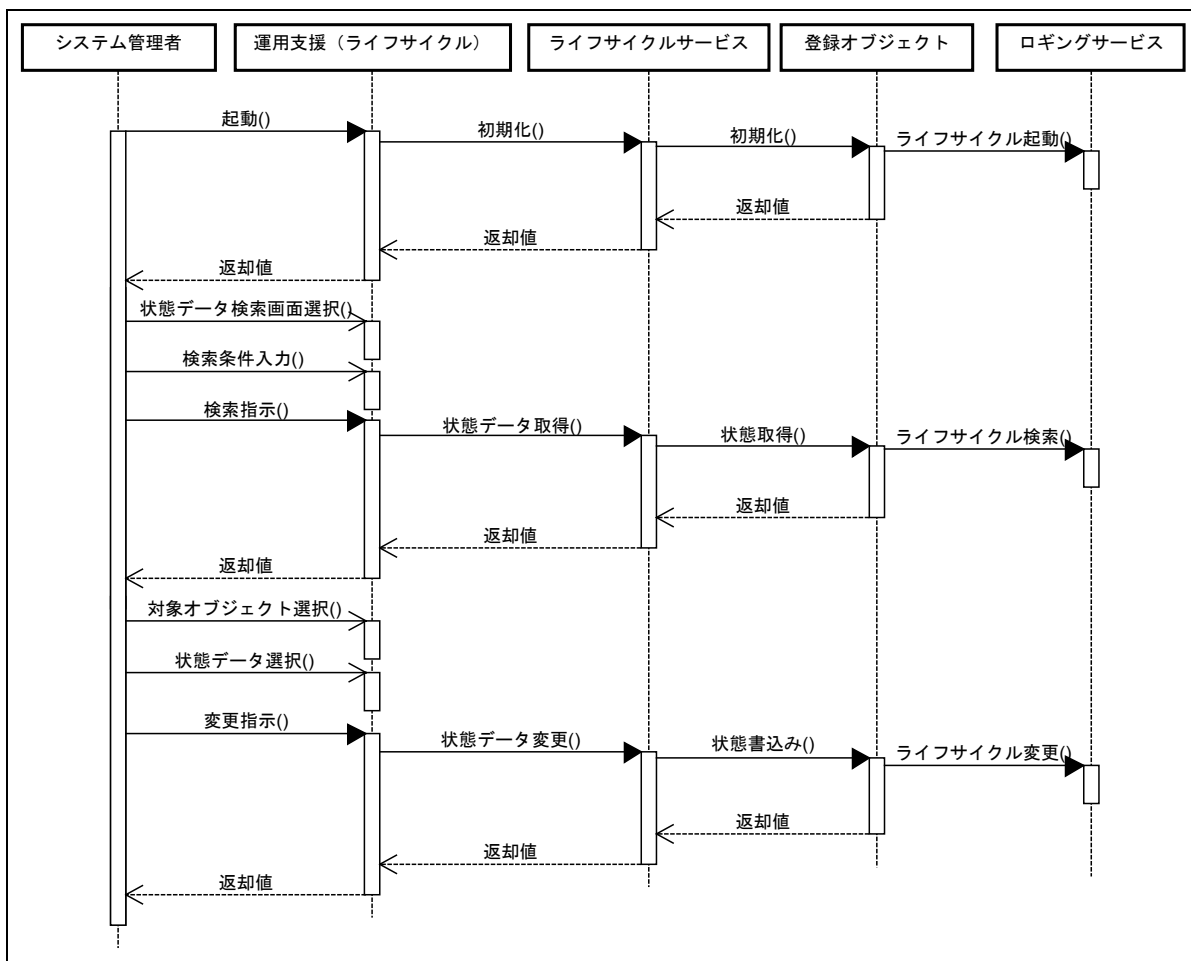 システム管理者
運用支援（ライフサイクル）
ライフサイクルサービス
登録オブジェクト
ロギングサービス
起動()
初期化()
初期化()
ライフサイクル起動()
返却値
返却値
返却値
状態データ検索画面選択()
検索条件入力()
検索指示()
状態データ取得()
状態取得()
ライフサイクル検索()
返却値
返却値
返却値
対象オブジェクト選択()
状態データ選択()
変更指示()
状態データ変更()
状態書込み()
ライフサイクル変更()
返却値
返却値
返却値